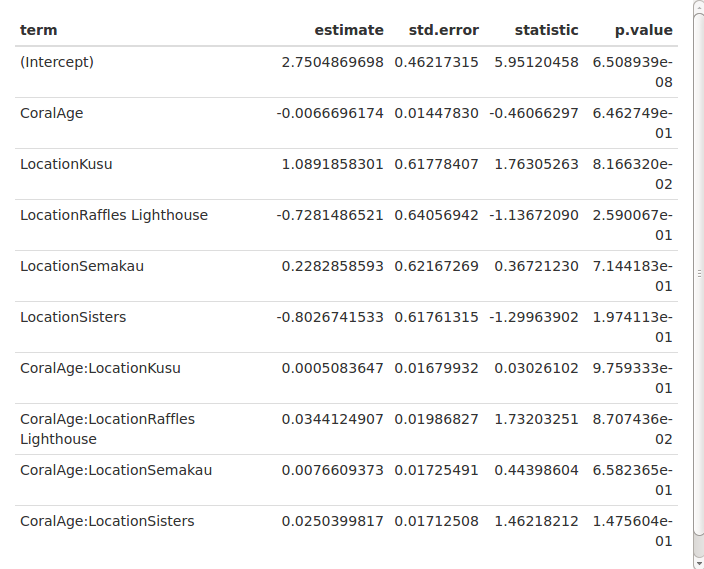 term estimate std.error statistic p.value
(Intercept) 2.7504869698 0.46217315 5.95120458 6.508939e-
08
CoralAge -0.0066696174 0.01447830 -0.46066297 6.462749e-
01
LocationKusu 1.0891858301 0.61778407 1.76305263 8.166320e-
02
LocationRaffles Lighthouse -0.7281486521 0.64056942 -1.13672090 2.590067e-
01
LocationSemakau 0.2282858593 0.62167269 0.36721230 7.144183e-
01
LocationSisters -0.8026741533 0.61761315 -1.29963902 1.974113e-
01
CoralAge:LocationKusu 0.0005083647 0.01679932 0.03026102 9.759333e-
01
CoralAge:LocationRaffles 0.0344124907 0.01986827 1.73203251 8.707436e-
Lighthouse 02
CoralAge:LocationSemakau 0.0076609373 0.01725491 0.44398604 6.582365e-
01
CoralAge:LocationSisters 0.0250399817 0.01712508 1.46218212 1.475604e-
01